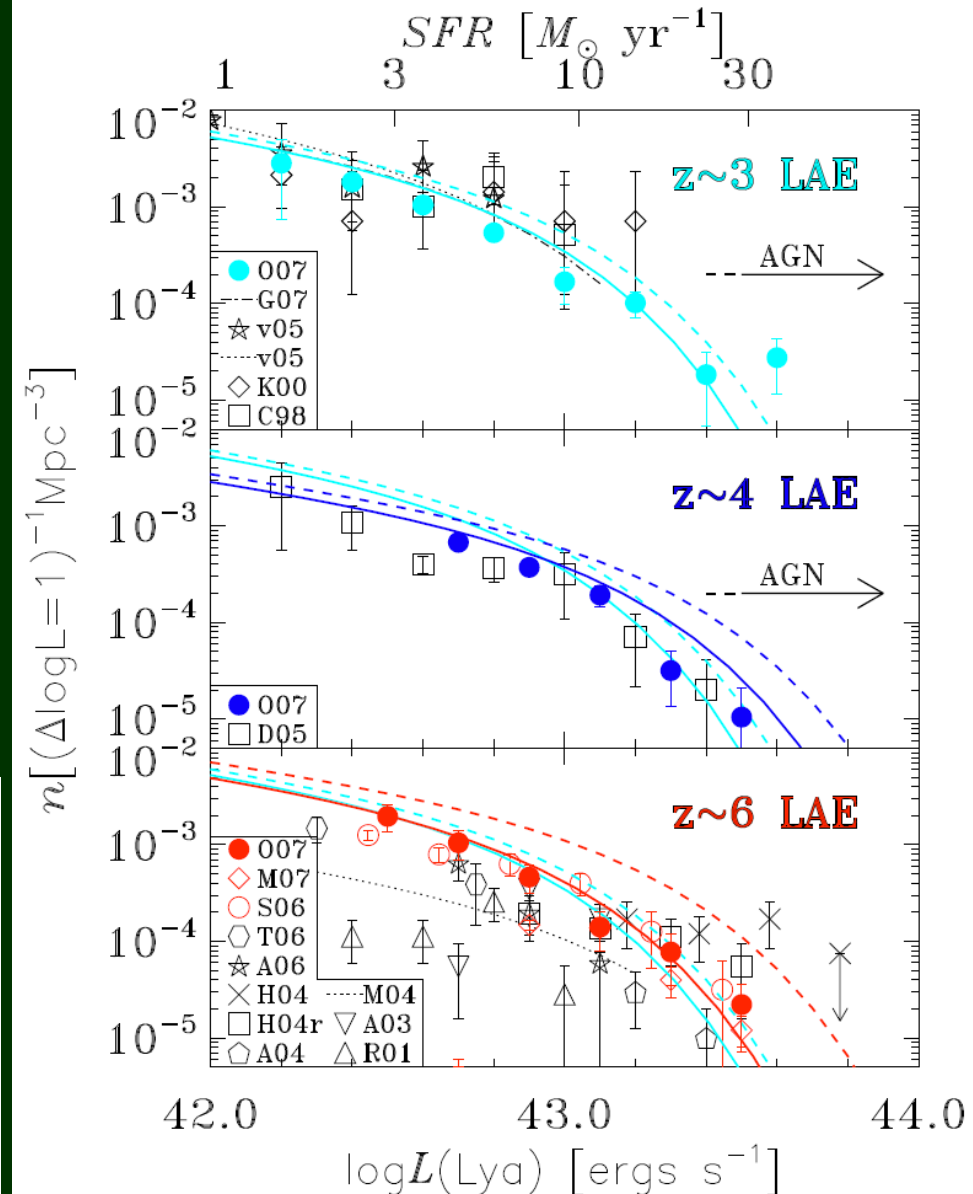 SFR [M☉ yr⁻¹]
1 3 10 30
10⁻²
10⁻³
10⁻⁴
10⁻⁵
z~3 LAE
AGN
O07
G07
v05
v05
K00
C98
10⁻²
10⁻³
10⁻⁴
10⁻⁵
z~4 LAE
AGN
O07
D05
10⁻²
10⁻³
10⁻⁴
10⁻⁵
z~6 LAE
O07
M07
S06
T06
A06
H04 M04
H04r A03
A04 R01
n[(ΔlogL=1)⁻¹Mpc⁻³]
42.0 43.0 44.0
logL(Lyα) [ergs s⁻¹]